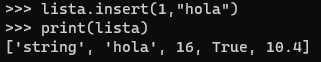 >>> lista.insert(1,"hola")
>>> print(lista)
['string', 'hola', 16, True, 10.4]